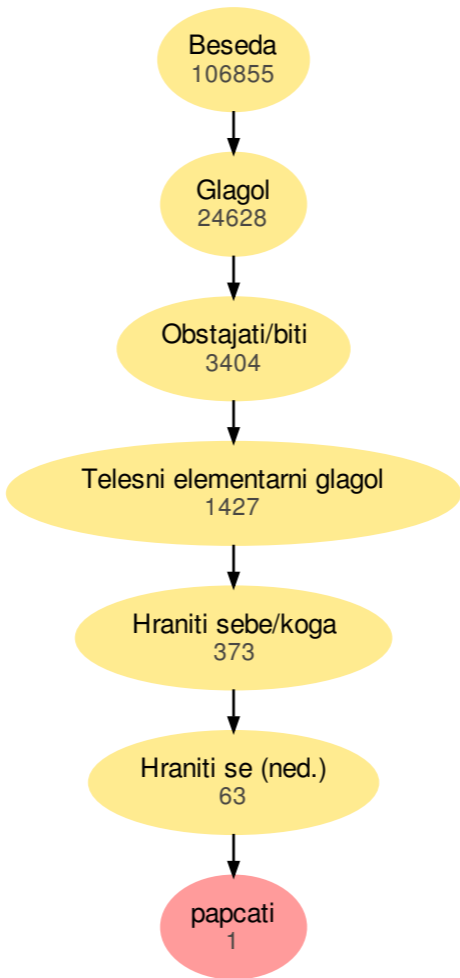 Beseda
106855
Glagol
24628
Obstajati/biti
3404
Telesni elementarni glagol
1427
Hraniti sebe/koga
373
Hraniti se (ned.)
63
papcati
1